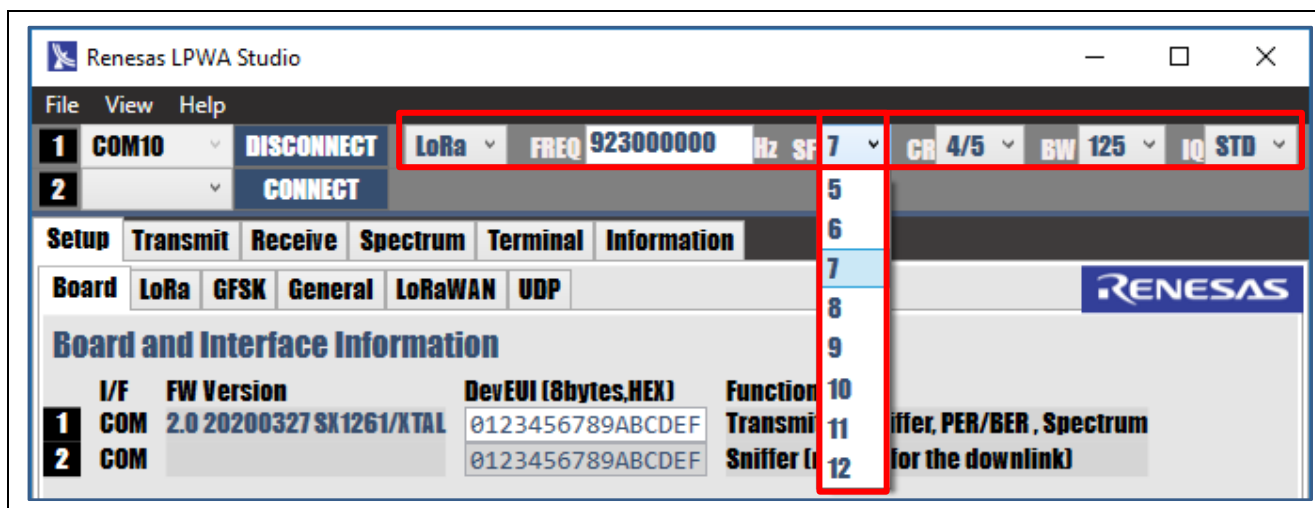 Renesas LPWA Studio
File View Help
1 COM10 DISCONNECT LoRa FREQ 923000000 Hz SF 7 CR 4/5 BW 125 IQ STD
2 CONNECT
5
6
7
8
9
10
11
12
Setup Transmit Receive Spectrum Terminal Information
Board LoRa GFSK General LoRaWAN UDP RENESAS
Board and Interface Information
I/F FW Version DevEUI (8bytes,HEX) Function
1 COM 2.0 20200327 SX1261/XTAL 0123456789ABCDEF PER/BER , Spectrum
2 COM 0123456789ABCDEF Sniffer for the downlink)